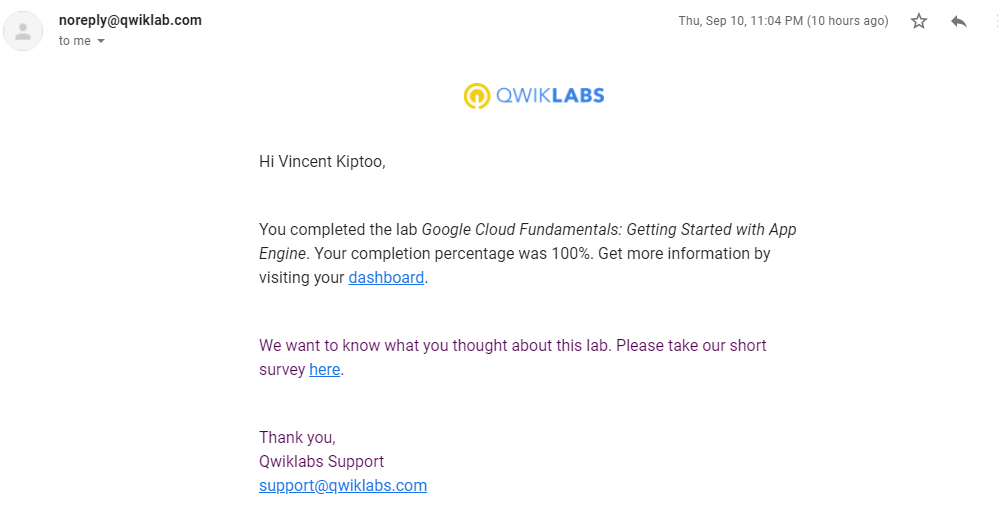 noreply@qwiklab.com
Thu, Sep 10, 11:04 PM (10 hours ago)
to me
QWIKLABS
Hi Vincent Kiptoo,
You completed the lab Google Cloud Fundamentals: Getting Started with App
Engine. Your completion percentage was 100%. Get more information by
visiting your dashboard.
We want to know what you thought about this lab. Please take our short
survey here.
Thank you,
Qwiklabs Support
support@qwiklabs.com